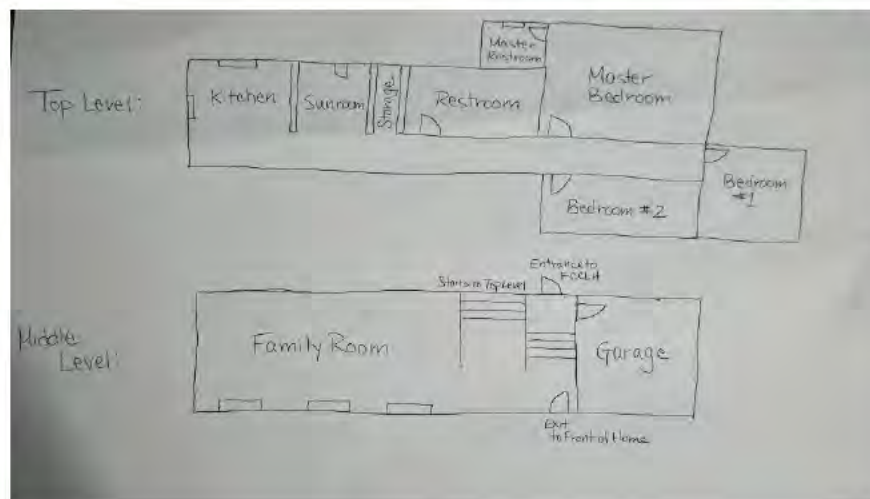 Top Level:
Kitchen
Sunroom
Storage
Restroom
Master
Restroom
Master
Bedroom
Bedroom
#1
Bedroom #2
Middle
Level:
Family Room
Stairs to Top Level
Entrance to
FCCLH
Garage
Exit
to Front of Home